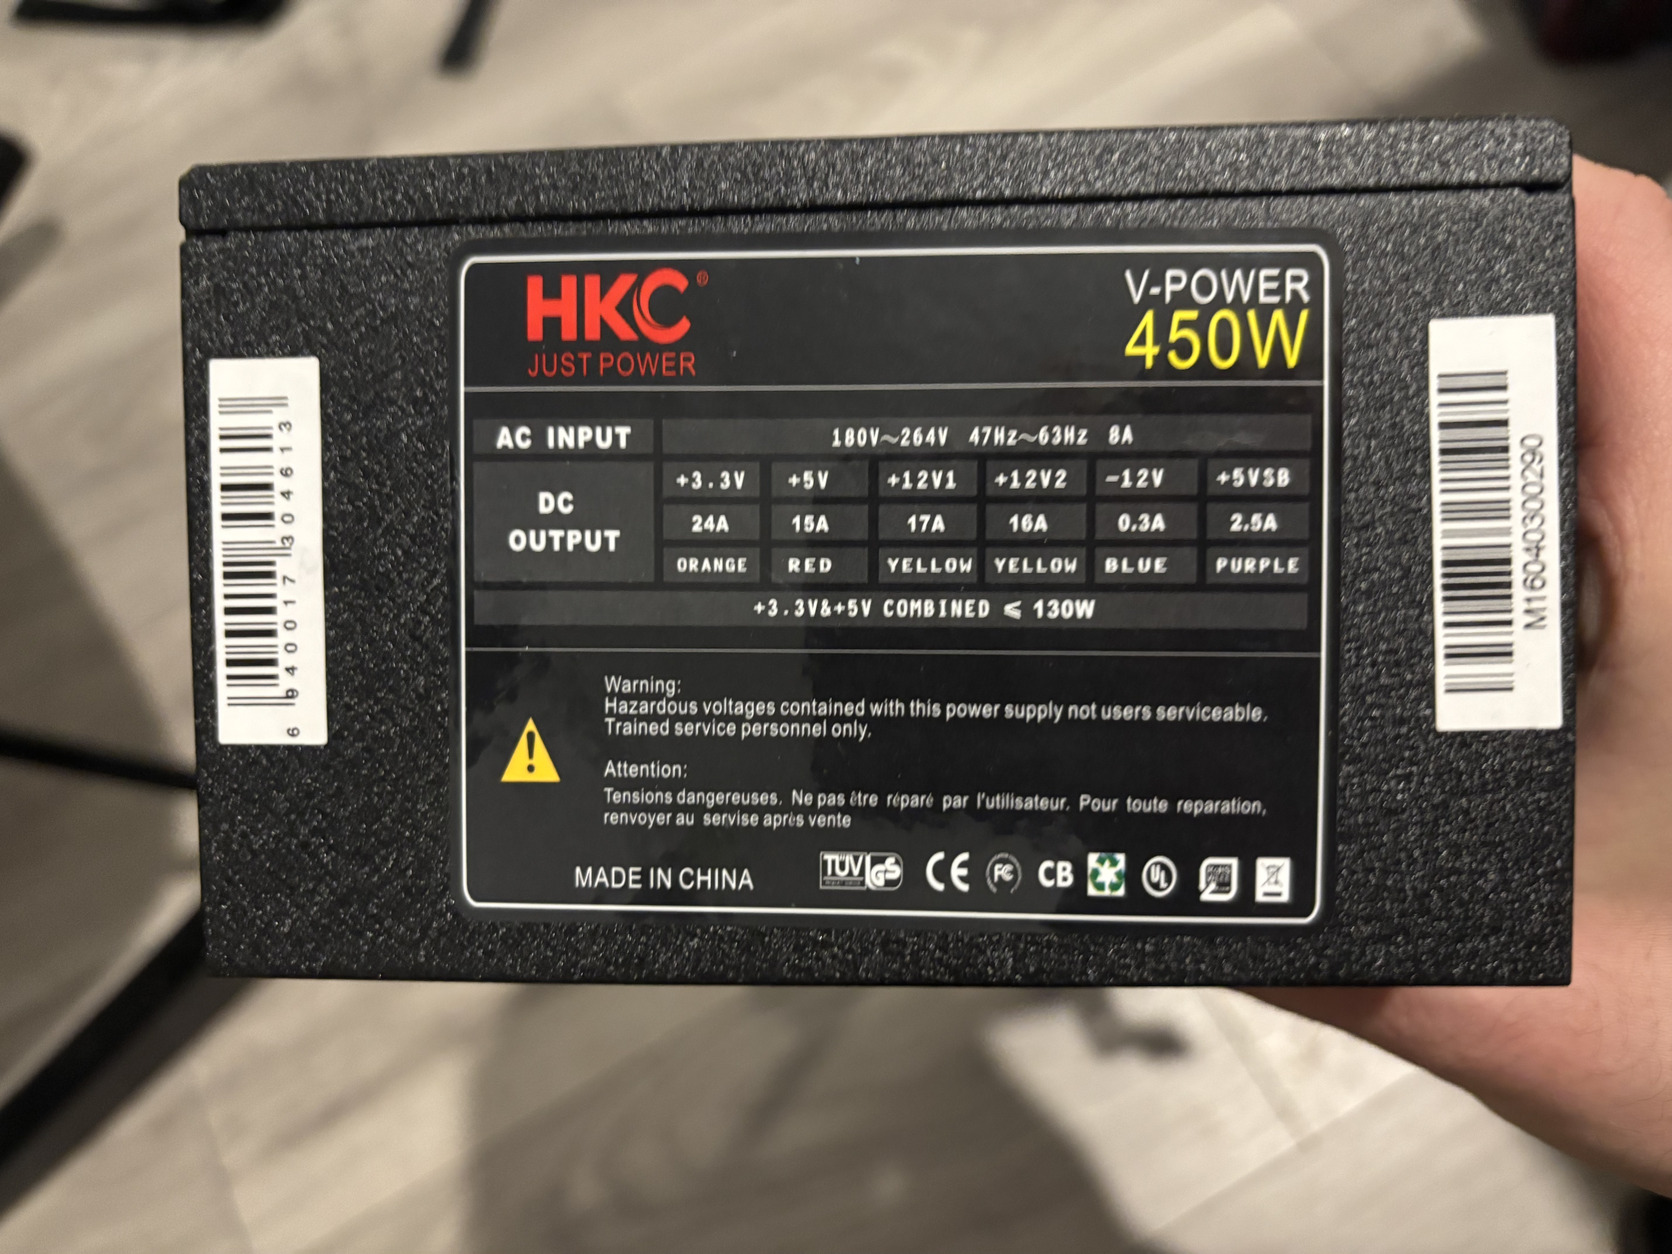 HKC®
JUST POWER
V-POWER
450W
AC INPUT 180V~264V 47Hz~63Hz 8A
DC OUTPUT
+3.3V +5V +12V1 +12V2 -12V +5VSB
24A 15A 17A 16A 0.3A 2.5A
ORANGE RED YELLOW YELLOW BLUE PURPLE
+3.3V&+5V COMBINED ⩽ 130W
Warning:
Hazardous voltages contained with this power supply not users serviceable.
Trained service personnel only.
Attention:
Tensions dangereuses. Ne pas être réparé par l'utilisateur. Pour toute reparation,
renvoyer au servise après vente
MADE IN CHINA
TÜV GS CE FC CB UL
6 940017 304613
M16040300290